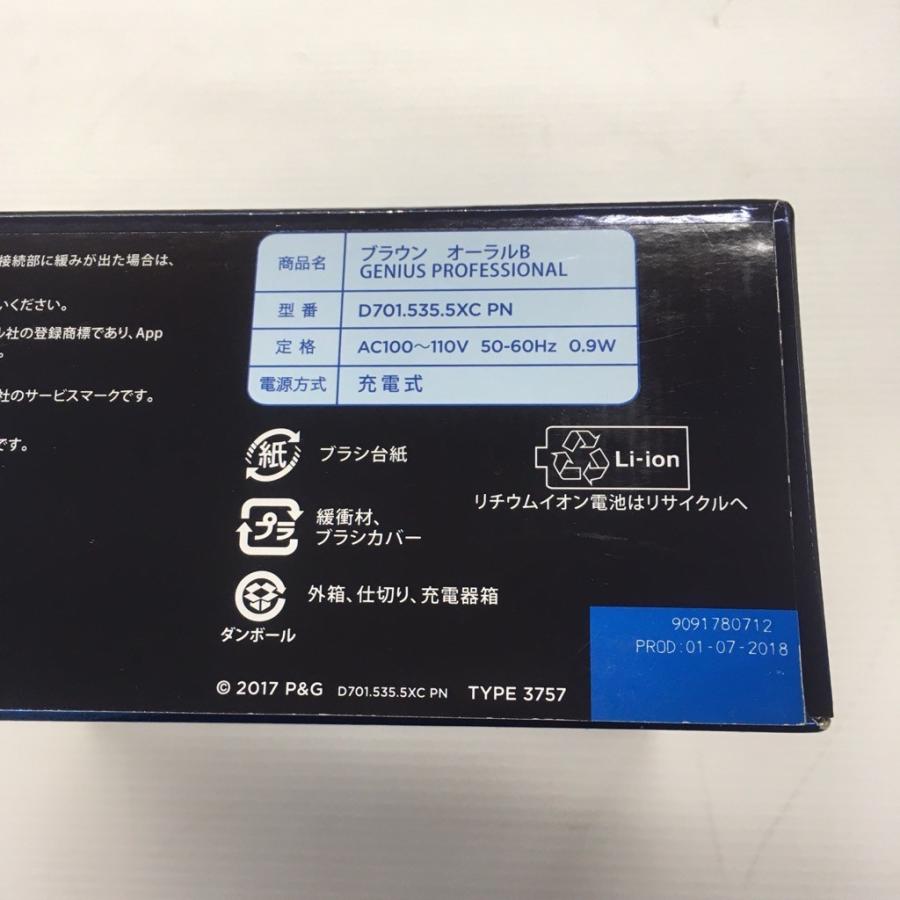 接続部に緩みが出た場合は、
いください。
ル社の登録商標であり、App
。
社のサービスマークです。
です。
商品名 ブラウン オーラルB
GENIUS PROFESSIONAL
型番 D701.535.5XC PN
定格 AC100～110V 50-60Hz 0.9W
電源方式 充電式
紙 ブラシ台紙
プラ 緩衝材、
ブラシカバー
ダンボール 外箱、仕切り、充電器箱
Li-ion
リチウムイオン電池はリサイクルへ
9091780712
PROD:01-07-2018
© 2017 P&G D701.535.5XC PN TYPE 3757